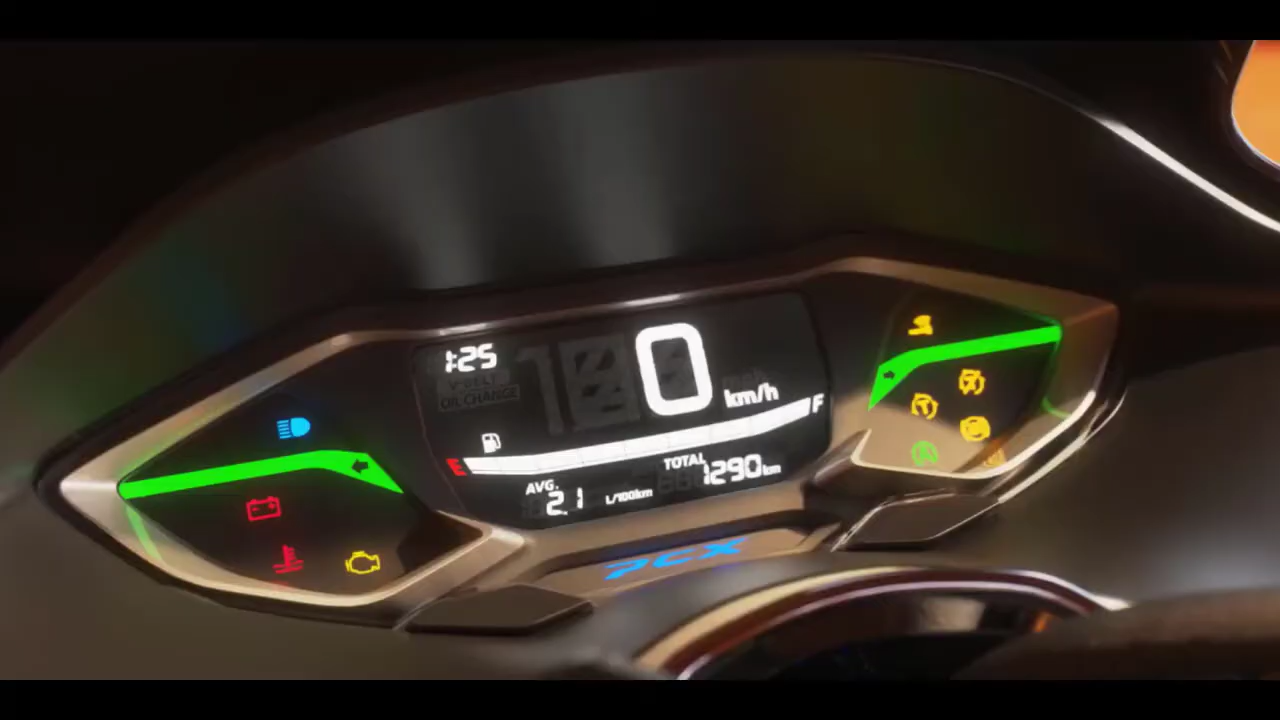 1:25
V-BELT
OIL CHANGE
0
km/h
E
F
AVG.
2.1 L/100km
TOTAL
1290 km
PCX